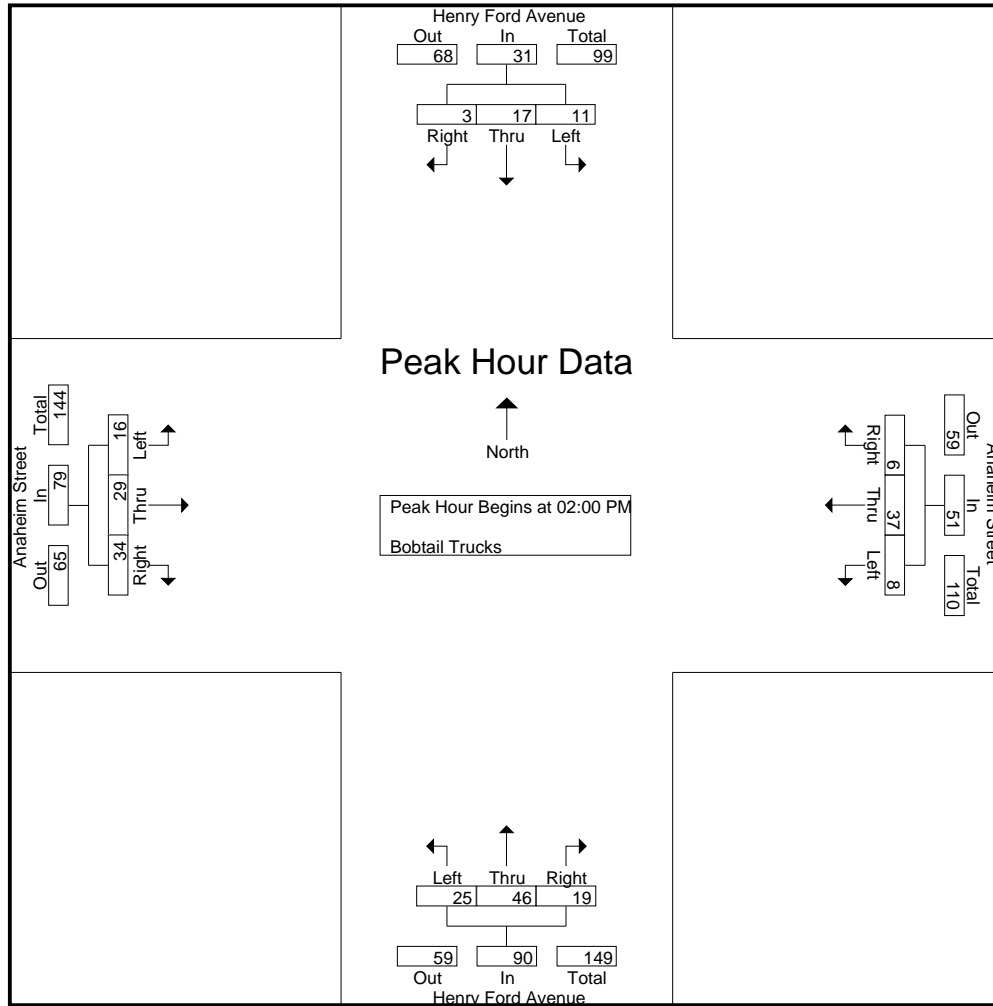 Henry Ford Avenue
Out In Total
68 31 99
3 17 11
Right Thru Left
Peak Hour Data
North
Peak Hour Begins at 02:00 PM
Bobtail Trucks
Anaheim Street
Total In Out
144 79 65
16 29 34
Left Thru Right
Right Thru Left
6 37 8
Out In Total
59 51 110
Anaheim Street
Left Thru Right
25 46 19
59 90 149
Out In Total
Henry Ford Avenue